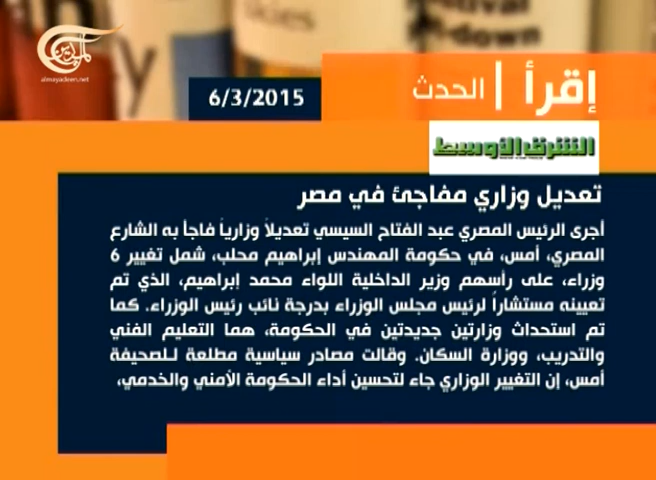 الميادين
almayadeen.net
إقرأ | الحدث
6/3/2015
الشرق الأوسط
تعديل وزاري مفاجئ في مصر
أجرى الرئيس المصري عبد الفتاح السيسي تعديلاً وزارياً فاجأ به الشارع
المصري، أمس، في حكومة المهندس إبراهيم محلب، شمل تغيير 6
وزراء، على رأسهم وزير الداخلية اللواء محمد إبراهيم، الذي تم
تعيينه مستشاراً لرئيس مجلس الوزراء بدرجة نائب رئيس الوزراء. كما
تم استحداث وزارتين جديدتين في الحكومة، هما التعليم الفني
والتدريب، ووزارة السكان. وقالت مصادر سياسية مطلعة لـلصحيفة
أمس، إن التغيير الوزاري جاء لتحسين أداء الحكومة الأمني والخدمي،